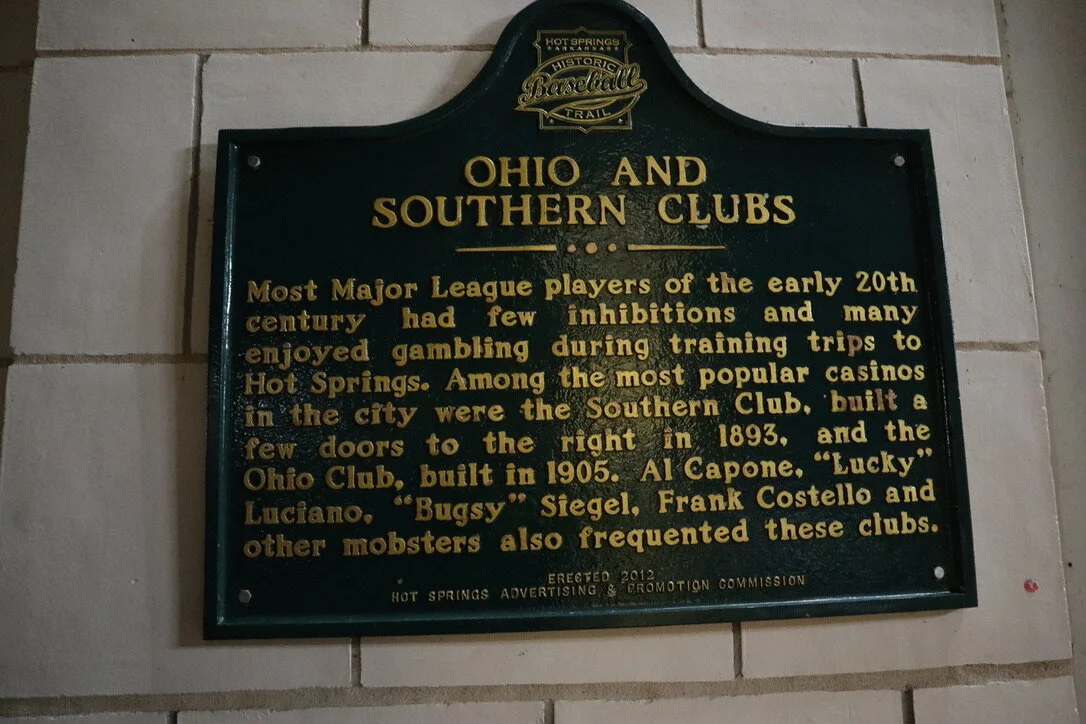 HOT SPRINGS
ARKANSAS
HISTORIC
Baseball
TRAIL
OHIO AND
SOUTHERN CLUBS
Most Major League players of the early 20th
century had few inhibitions and many
enjoyed gambling during training trips to
Hot Springs. Among the most popular casinos
in the city were the Southern Club, built a
few doors to the right in 1893, and the
Ohio Club, built in 1905. Al Capone, “Lucky”
Luciano, “Bugsy” Siegel, Frank Costello and
other mobsters also frequented these clubs.
ERECTED 2012
HOT SPRINGS ADVERTISING & PROMOTION COMMISSION